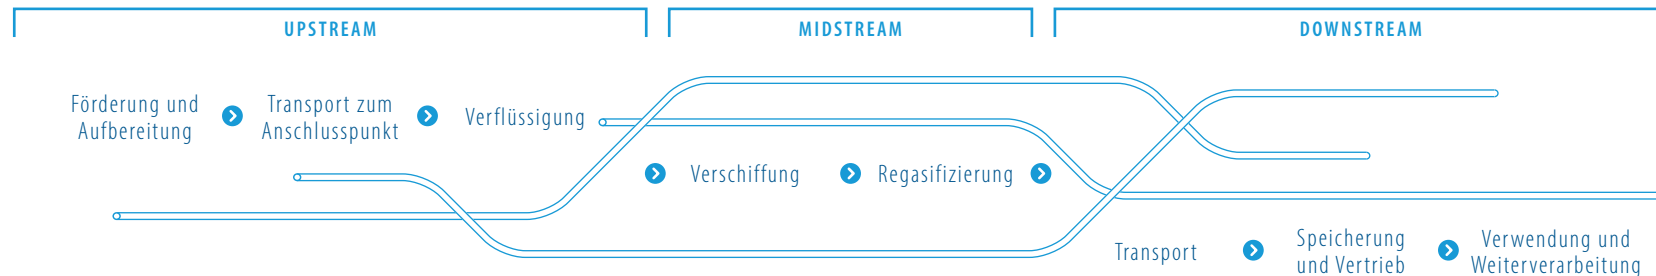 UPSTREAM
MIDSTREAM
DOWNSTREAM
Förderung und
Aufbereitung
Transport zum
Anschlusspunkt
Verflüssigung
Verschiffung
Regasifizierung
Transport
Speicherung
und Vertrieb
Verwendung und
Weiterverarbeitung